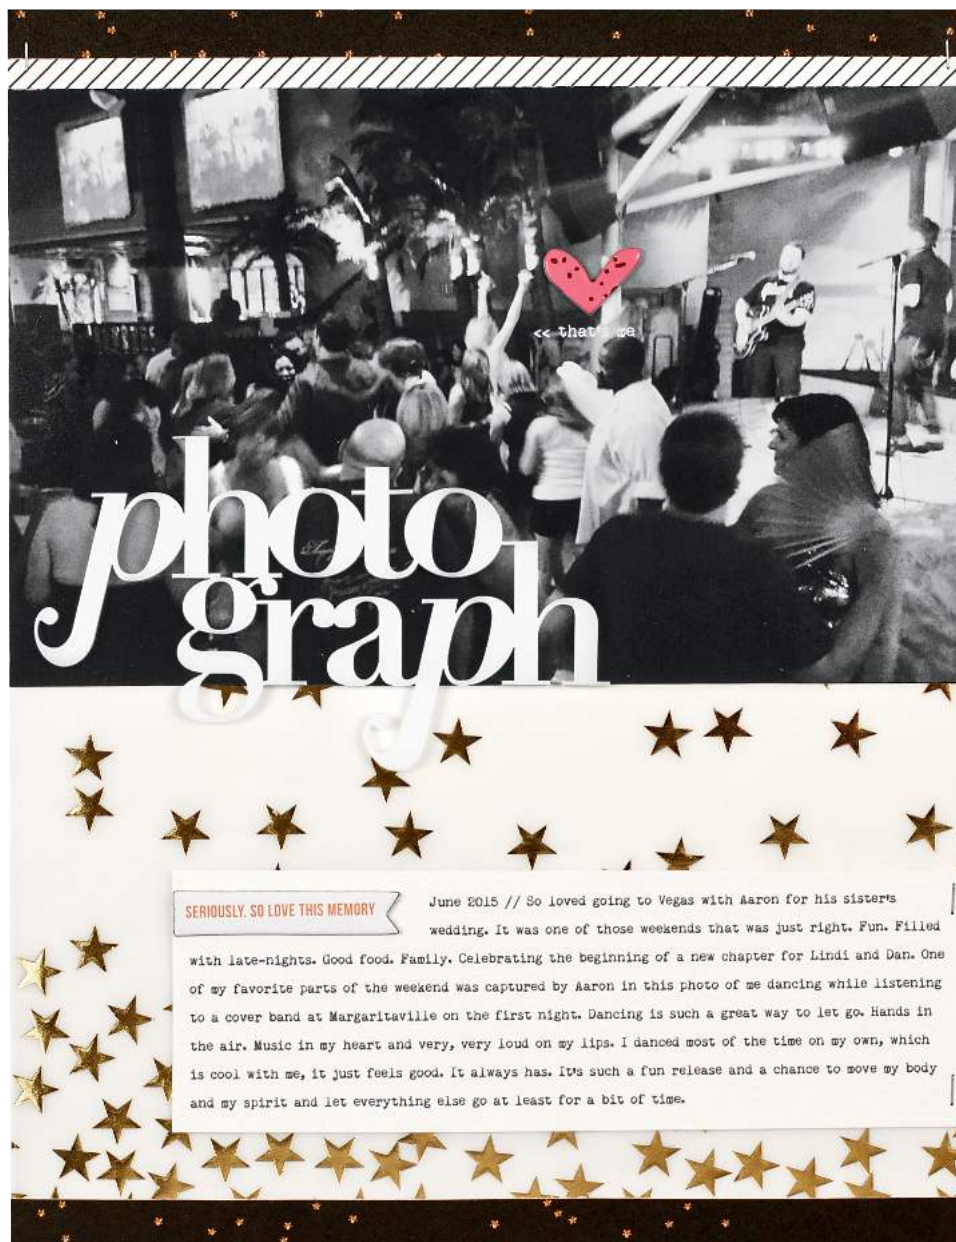 << that's me
photo
graph
SERIOUSLY. SO LOVE THIS MEMORY
June 2015 // So loved going to Vegas with Aaron for his sister's
wedding. It was one of those weekends that was just right. Fun. Filled
with late-nights. Good food. Family. Celebrating the beginning of a new chapter for Lindi and Dan. One
of my favorite parts of the weekend was captured by Aaron in this photo of me dancing while listening
to a cover band at Margaritaville on the first night. Dancing is such a great way to let go. Hands in
the air. Music in my heart and very, very loud on my lips. I danced most of the time on my own, which
is cool with me, it just feels good. It always has. It's such a fun release and a chance to move my body
and my spirit and let everything else go at least for a bit of time.